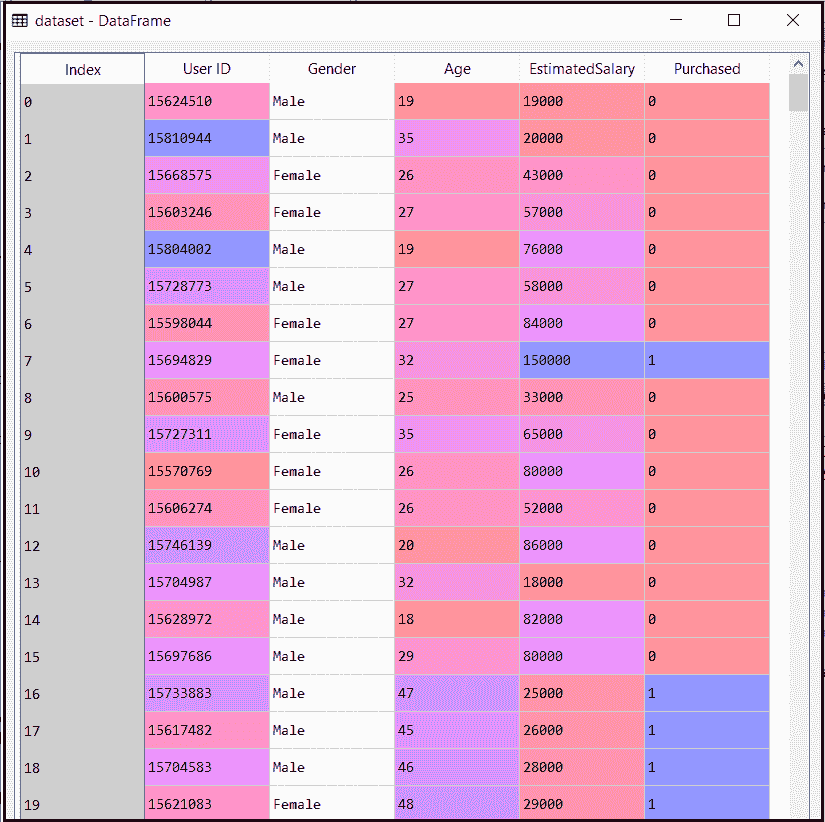 dataset - DataFrame
Index User ID Gender Age EstimatedSalary Purchased
0 15624510 Male 19 19000 0
1 15810944 Male 35 20000 0
2 15668575 Female 26 43000 0
3 15603246 Female 27 57000 0
4 15804002 Male 19 76000 0
5 15728773 Male 27 58000 0
6 15598044 Female 27 84000 0
7 15694829 Female 32 150000 1
8 15600575 Male 25 33000 0
9 15727311 Female 35 65000 0
10 15570769 Female 26 80000 0
11 15606274 Female 26 52000 0
12 15746139 Male 20 86000 0
13 15704987 Male 32 18000 0
14 15628972 Male 18 82000 0
15 15697686 Male 29 80000 0
16 15733883 Male 47 25000 1
17 15617482 Male 45 26000 1
18 15704583 Male 46 28000 1
19 15621083 Female 48 29000 1